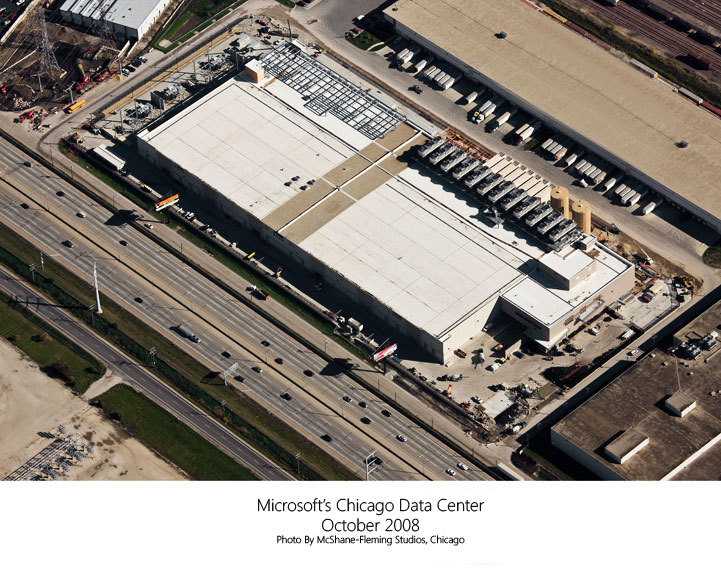 Microsoft's Chicago Data Center
October 2008
Photo By McShane-Fleming Studios, Chicago